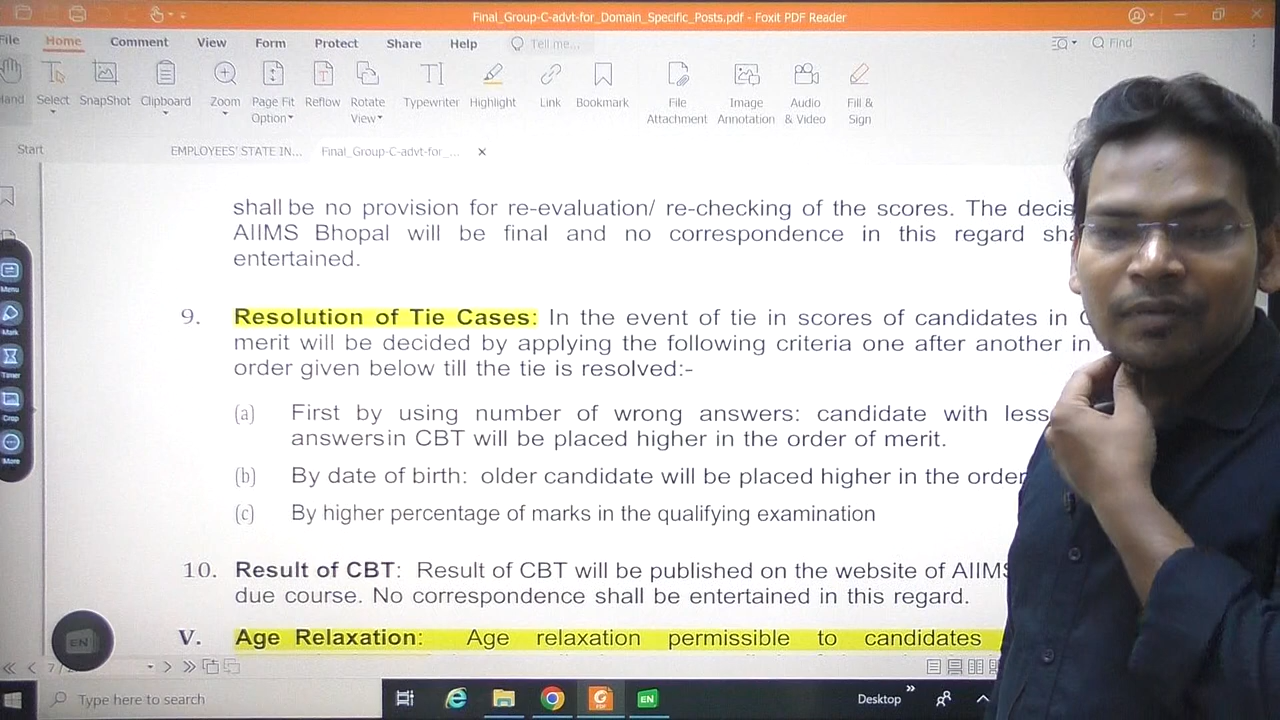 Final_Group-C-advt-for_Domain_Specific_Posts.pdf - Foxit PDF Reader
File Home Comment View Form Protect Share Help Tell me... Find
Select SnapShot Clipboard Zoom Page Fit Option Reflow Rotate View Typewriter Highlight Link Bookmark File Attachment Image Annotation Audio & Video Fill & Sign
Start EMPLOYEES' STATE IN... Final_Group-C-advt-for_...
shall be no provision for re-evaluation/ re-checking of the scores. The decis
AIIMS Bhopal will be final and no correspondence in this regard sha
entertained.
9. Resolution of Tie Cases: In the event of tie in scores of candidates in C
merit will be decided by applying the following criteria one after another in
order given below till the tie is resolved:-
(a) First by using number of wrong answers: candidate with less
answersin CBT will be placed higher in the order of merit.
(b) By date of birth: older candidate will be placed higher in the order
(c) By higher percentage of marks in the qualifying examination
10. Result of CBT: Result of CBT will be published on the website of AIIMS
due course. No correspondence shall be entertained in this regard.
V. Age Relaxation: Age relaxation permissible to candidates
Menu
Mark
Timer
Crop
More
EN
Type here to search EN Desktop